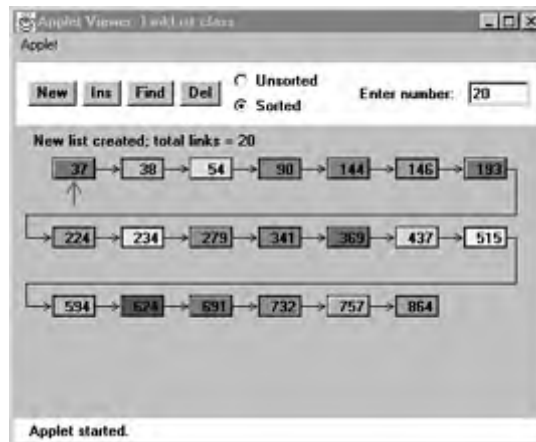 Applet Viewer: LinkList.class
Applet
New Ins Find Del
Unsorted
Sorted
Enter number: 20
New list created; total links = 20
37 38 54 90 144 146 193
224 234 279 341 369 437 515
594 624 691 732 757 864
Applet started.